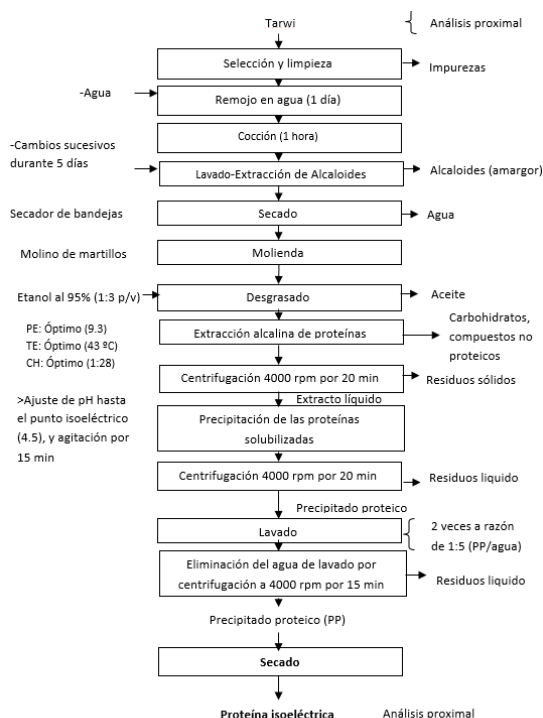 Tarwi
Análisis proximal
Selección y limpieza
Impurezas
-Agua
Remojo en agua (1 día)
Cocción (1 hora)
-Cambios sucesivos
durante 5 días
Lavado-Extracción de Alcaloides
Alcaloides (amargor)
Secador de bandejas
Secado
Agua
Molino de martillos
Molienda
Etanol al 95% (1:3 p/v)
Desgrasado
Aceite
PE: Óptimo (9.3)
TE: Óptimo (43 ºC)
CH: Óptimo (1:28)
Extracción alcalina de proteínas
Carbohidratos,
compuestos no
proteicos
Centrifugación 4000 rpm por 20 min
Residuos sólidos
Extracto líquido
>Ajuste de pH hasta
el punto isoeléctrico
(4.5), y agitación por
15 min
Precipitación de las proteínas
solubilizadas
Centrifugación 4000 rpm por 20 min
Residuos liquido
Precipitado proteico
Lavado
2 veces a razón
de 1:5 (PP/agua)
Eliminación del agua de lavado por
centrifugación a 4000 rpm por 15 min
Residuos liquido
Precipitado proteico (PP)
Secado
Proteína isoeléctrica
Análisis proximal